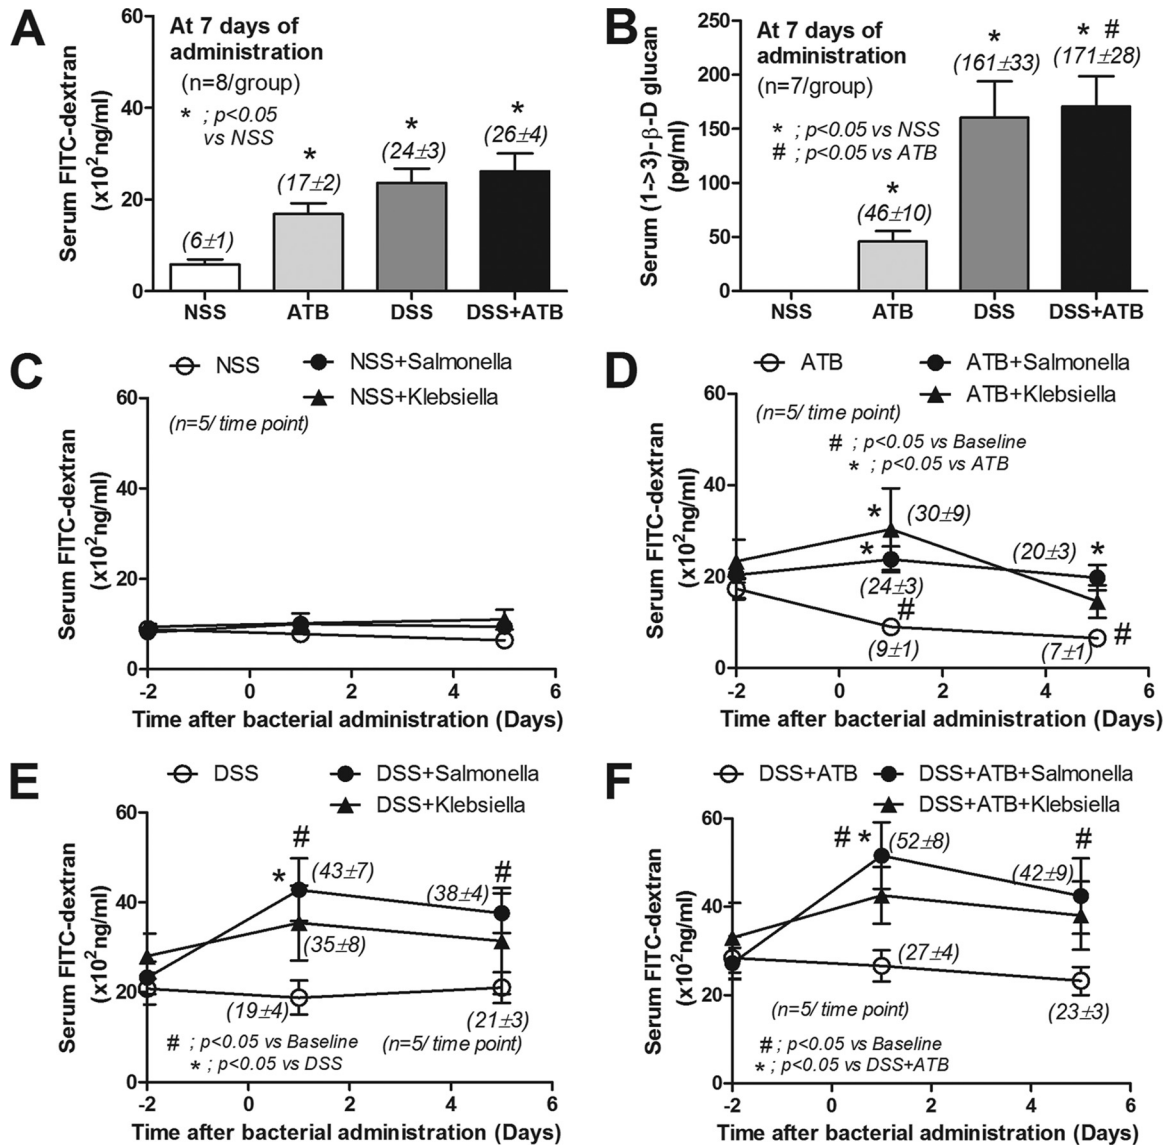 A
Serum FITC-dextran
(x10²ng/ml)
60
40
20
0
At 7 days of
administration
(n=8/group)
* ; p<0.05
vs NSS
(6±1)
*
(17±2)
*
(24±3)
*
(26±4)
NSS ATB DSS DSS+ATB
B
Serum (1->3)-β-D glucan
(pg/ml)
250
200
150
100
50
0
At 7 days of
administration
(n=7/group)
* ; p<0.05 vs NSS
# ; p<0.05 vs ATB
*
(46±10)
*
(161±33)
* #
(171±28)
NSS ATB DSS DSS+ATB
C
NSS
NSS+Salmonella
NSS+Klebsiella
Serum FITC-dextran
(x10²ng/ml)
60
40
20
0
(n=5/ time point)
-2 0 2 4 6
Time after bacterial administration (Days)
D
ATB
ATB+Salmonella
ATB+Klebsiella
Serum FITC-dextran
(x10²ng/ml)
60
40
20
0
(n=5/ time point)
# ; p<0.05 vs Baseline
* ; p<0.05 vs ATB
* (30±9)
*
(24±3)
#
(9±1)
(20±3) *
(7±1) #
-2 0 2 4 6
Time after bacterial administration (Days)
E
DSS
DSS+Salmonella
DSS+Klebsiella
Serum FITC-dextran
(x10²ng/ml)
60
40
20
0
#
* (43±7)
#
(38±4)
(35±8)
(19±4)
(21±3)
# ; p<0.05 vs Baseline
* ; p<0.05 vs DSS
(n=5/ time point)
-2 0 2 4 6
Time after bacterial administration (Days)
F
DSS+ATB
DSS+ATB+Salmonella
DSS+ATB+Klebsiella
Serum FITC-dextran
(x10²ng/ml)
60
40
20
0
# * (52±8)
#
(42±9)
(27±4)
(23±3)
(n=5/ time point)
# ; p<0.05 vs Baseline
* ; p<0.05 vs DSS+ATB
-2 0 2 4 6
Time after bacterial administration (Days)